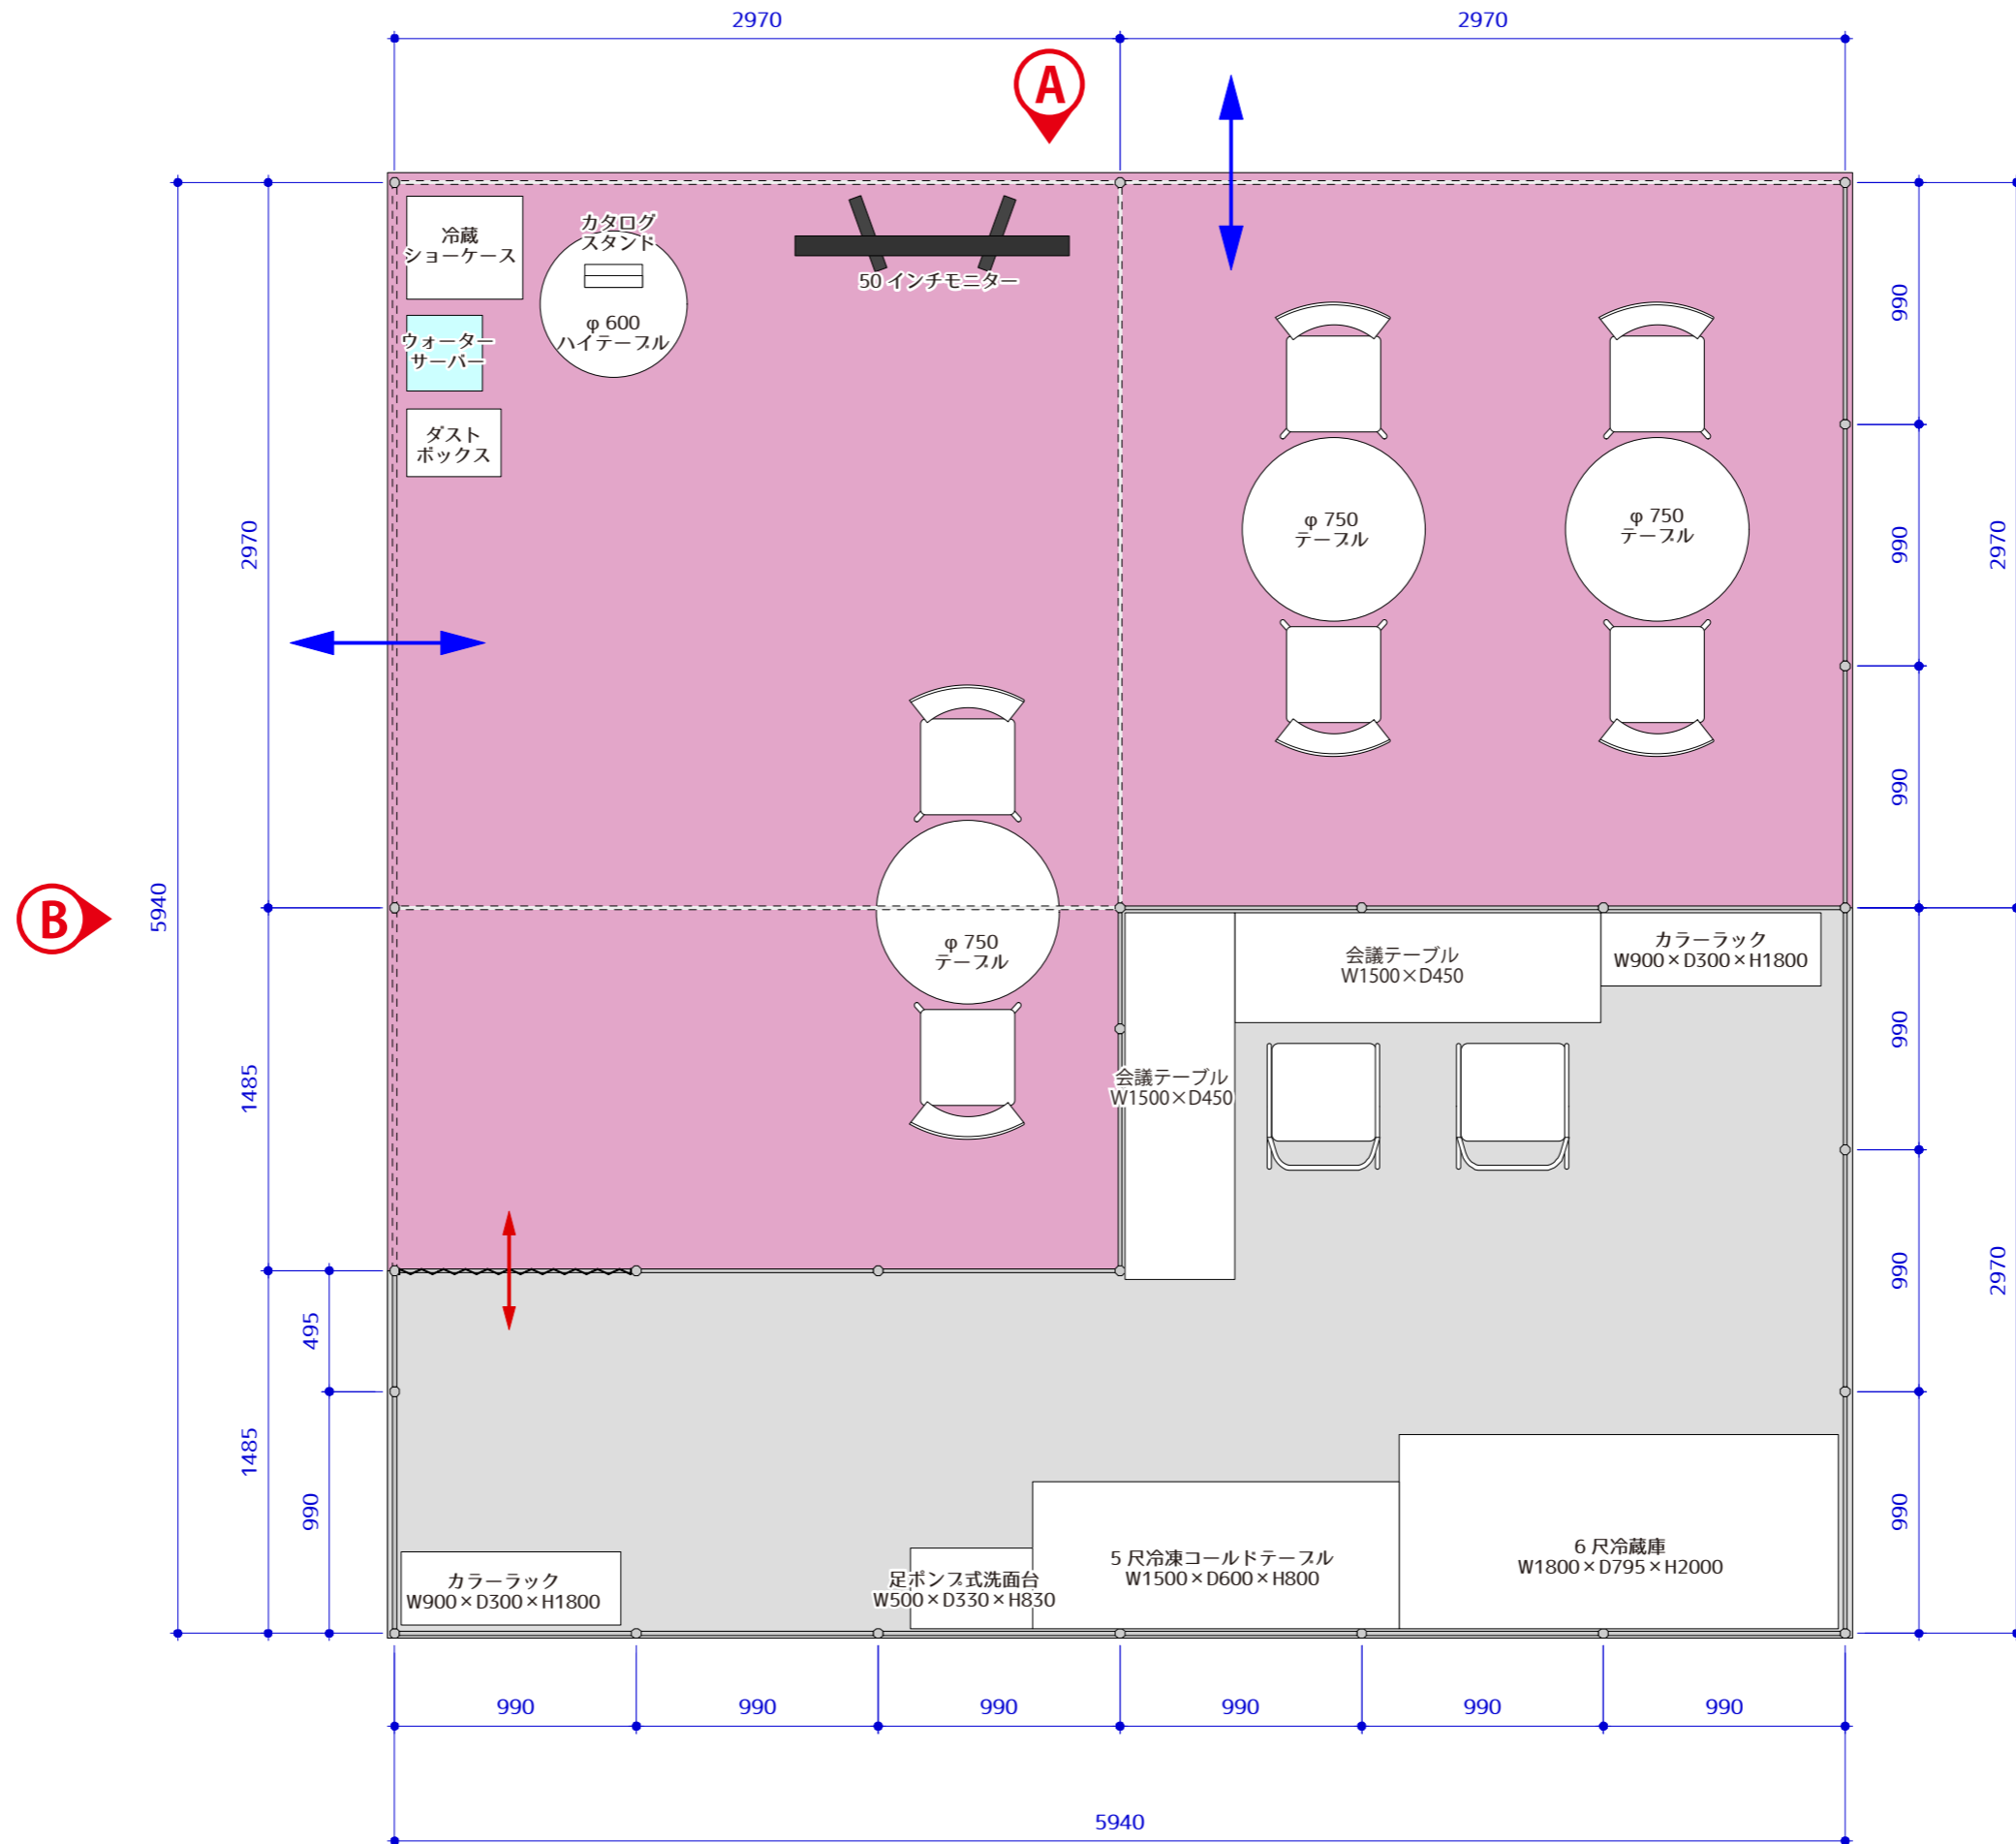 2970
2970
A
冷蔵
ショーケース
カタログ
スタンド
φ 600
ハイテーブル
50 インチモニター
ウォーター
サーバー
ダスト
ボックス
φ 750
テーブル
φ 750
テーブル
φ 750
テーブル
990
990
990
2970
2970
5940
B
1485
会議テーブル
W1500×D450
カラーラック
W900×D300×H1800
会議テーブル
W1500×D450
990
990
990
2970
495
990
1485
カラーラック
W900×D300×H1800
足ポンプ式洗面台
W500×D330×H830
5 尺冷凍コールドテーブル
W1500×D600×H800
6 尺冷蔵庫
W1800×D795×H2000
990
990
990
990
990
990
5940